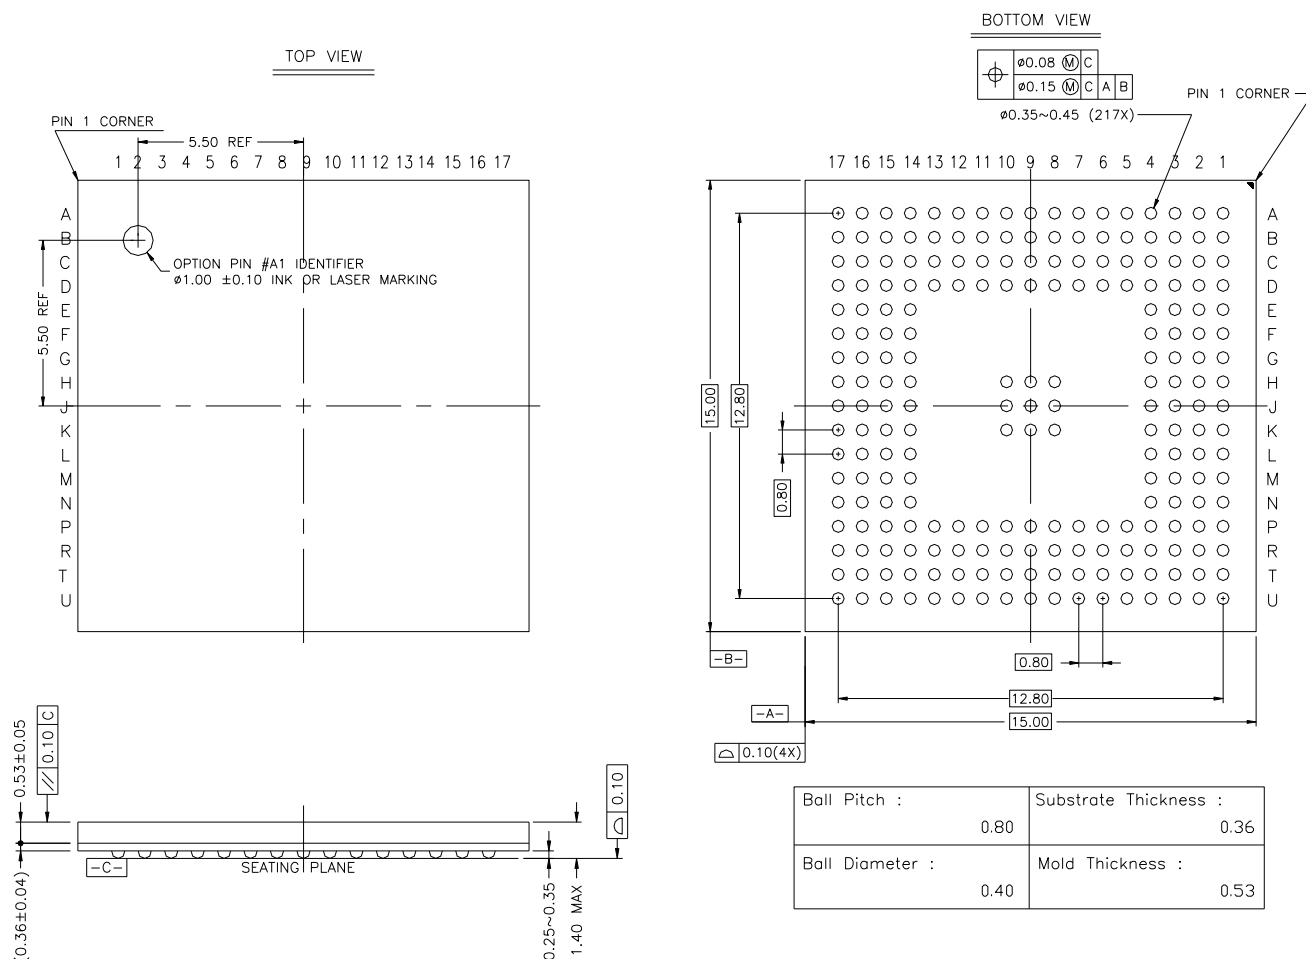 TOP VIEW
PIN 1 CORNER
5.50 REF
1 2 3 4 5 6 7 8 9 10 11 12 13 14 15 16 17
A
B
C
D
E
F
G
H
J
K
L
M
N
P
R
T
U
5.50 REF
OPTION PIN #A1 IDENTIFIER
ø1.00 ±0.10 INK OR LASER MARKING
BOTTOM VIEW
ø0.08 Ⓜ C
ø0.15 Ⓜ C A B
ø0.35~0.45 (217X)
PIN 1 CORNER
17 16 15 14 13 12 11 10 9 8 7 6 5 4 3 2 1
A
B
C
D
E
F
G
H
J
K
L
M
N
P
R
T
U
15.00
12.80
0.80
-B-
0.80
12.80
-A-
15.00
0.10(4X)
0.53±0.05
// 0.10 C
(0.36±0.04)
-C-
SEATING PLANE
0.25~0.35
1.40 MAX
0.10
Ball Pitch :
0.80
Substrate Thickness :
0.36
Ball Diameter :
0.40
Mold Thickness :
0.53